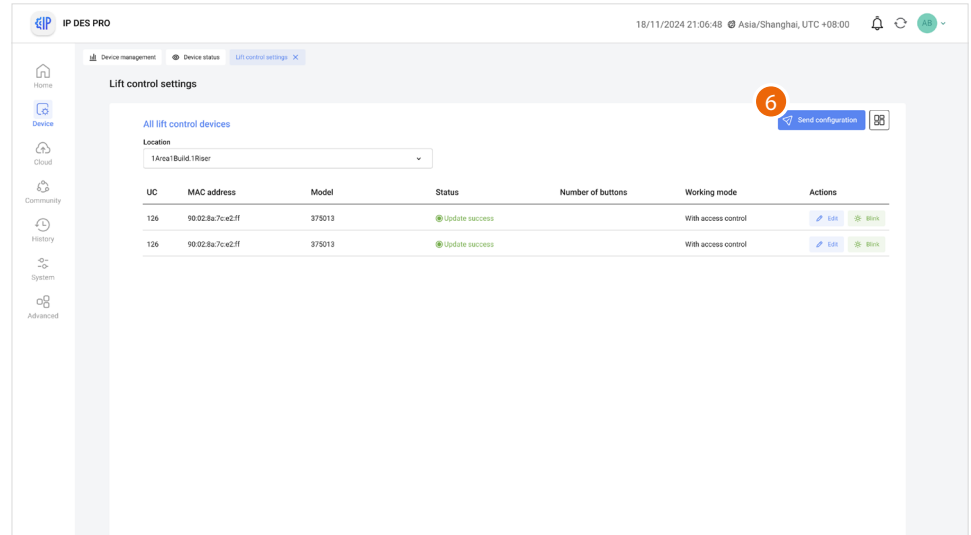 IP DES PRO
18/11/2024 21:06:48 Asia/Shanghai, UTC +08:00
AB
Device management
Device status
Lift control settings X
Home
Device
Cloud
Community
History
System
Advanced
Lift control settings
6
Send configuration
All lift control devices
Location
1Area1Build.1Riser
UC MAC address Model Status Number of buttons Working mode Actions
126 90:02:8a:7c:e2:ff 375013 Update success With access control Edit Blink
126 90:02:8a:7c:e2:ff 375013 Update success With access control Edit Blink